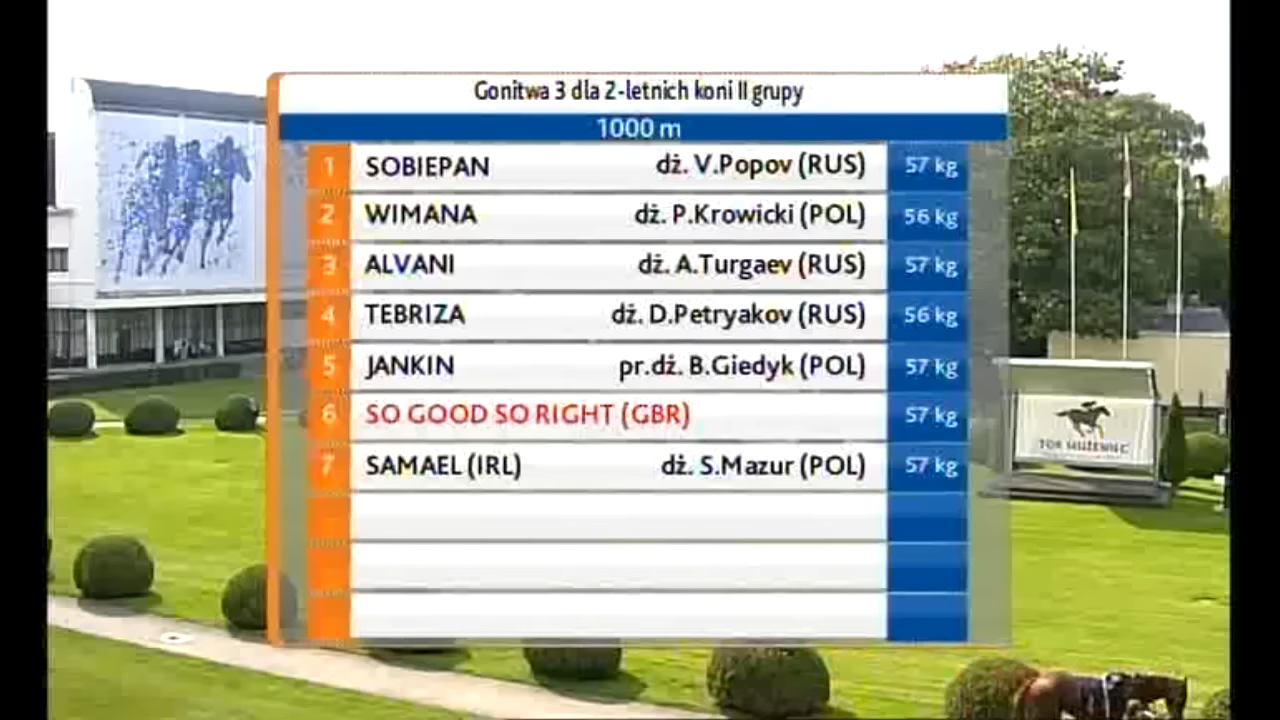 Gonitwa 3 dla 2-letnich koni II grupy
1000 m
1 SOBIEPAN dż. V.Popov (RUS) 57 kg
2 WIMANA dż. P.Krowicki (POL) 56 kg
3 ALVANI dż. A.Turgaev (RUS) 57 kg
4 TEBRIZA dż. D.Petryakov (RUS) 56 kg
5 JANKIN pr.dż. B.Giedyk (POL) 57 kg
6 SO GOOD SO RIGHT (GBR) 57 kg
7 SAMAEL (IRL) dż. S.Mazur (POL) 57 kg
TOR SŁUŻEWIEC